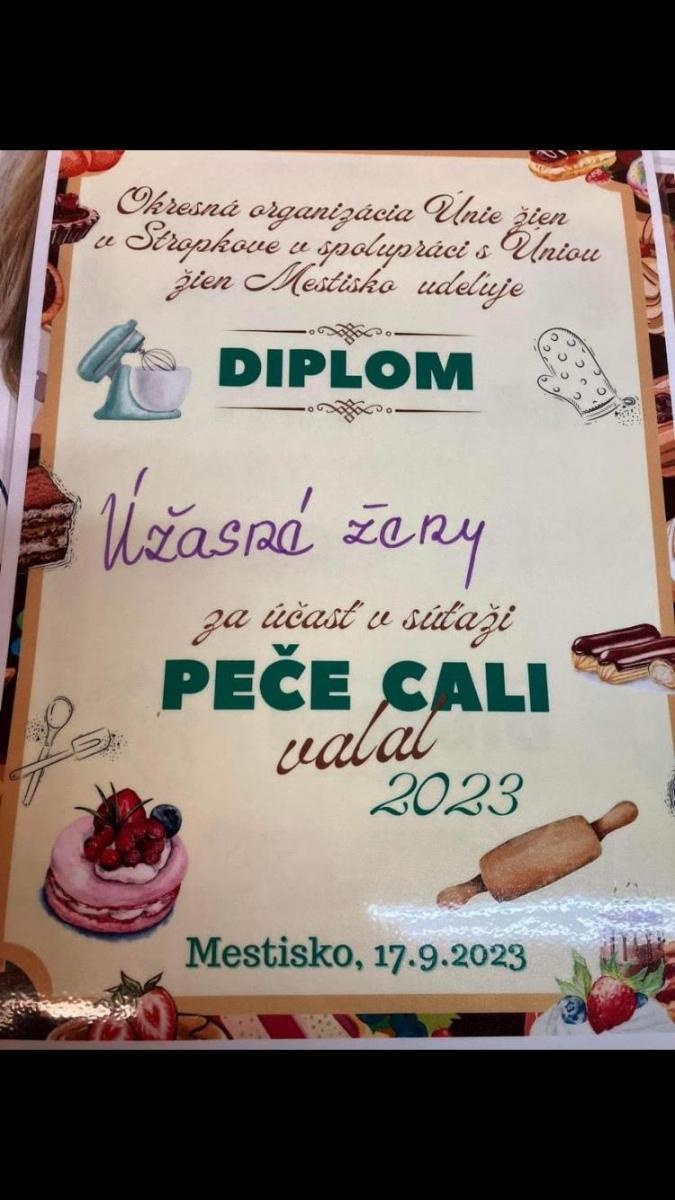 Okresná organizácia Únie žien
v Stropkove v spolupráci s Úniou
žien Mestisko udeľuje
DIPLOM
Úžasné ženy
za účasť v súťaži
PEČE CALI
valal
2023
Mestisko, 17.9.2023